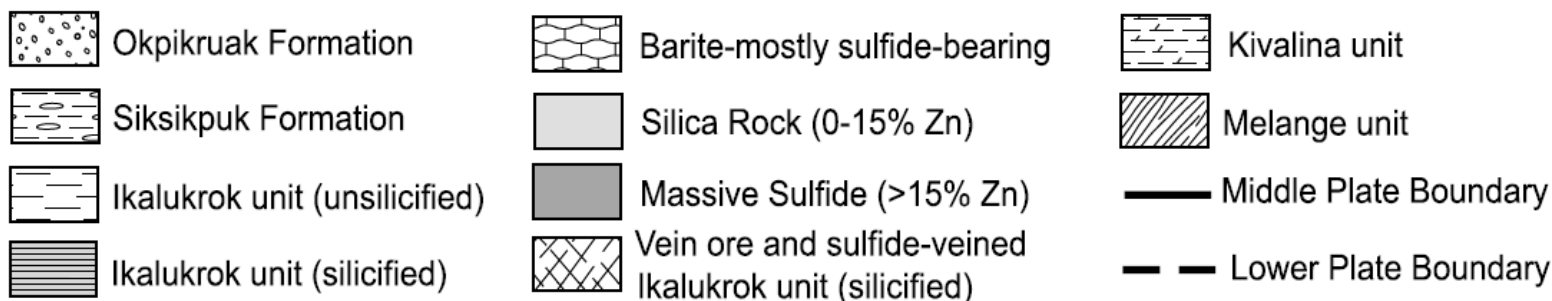 Okpikruak Formation
Siksikpuk Formation
Ikalukrok unit (unsilicified)
Ikalukrok unit (silicified)
Barite-mostly sulfide-bearing
Silica Rock (0-15% Zn)
Massive Sulfide (>15% Zn)
Vein ore and sulfide-veined
Ikalukrok unit (silicified)
Kivalina unit
Melange unit
Middle Plate Boundary
Lower Plate Boundary